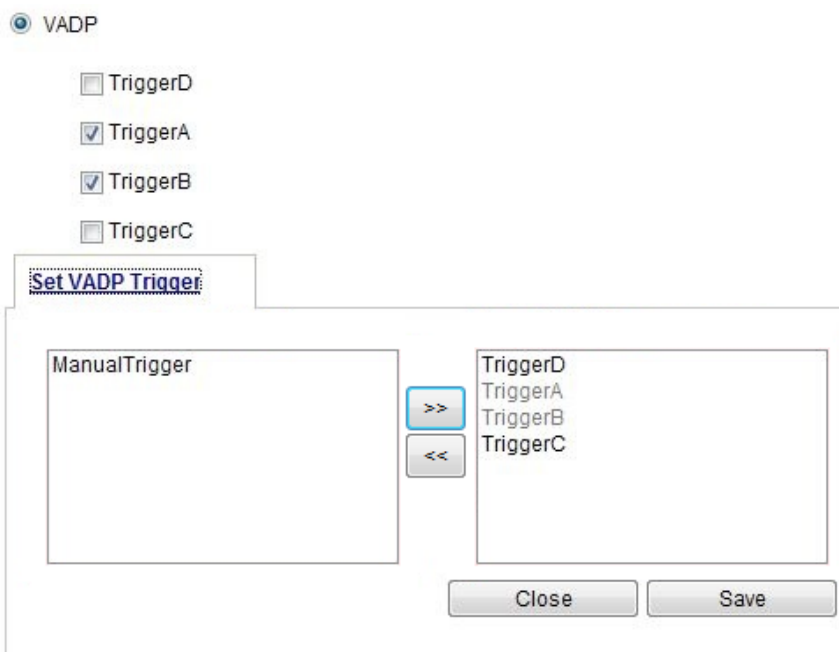 VADP
TriggerD
TriggerA
TriggerB
TriggerC
Set VADP Trigger
ManualTrigger
>>
<<
TriggerD
TriggerA
TriggerB
TriggerC
Close
Save